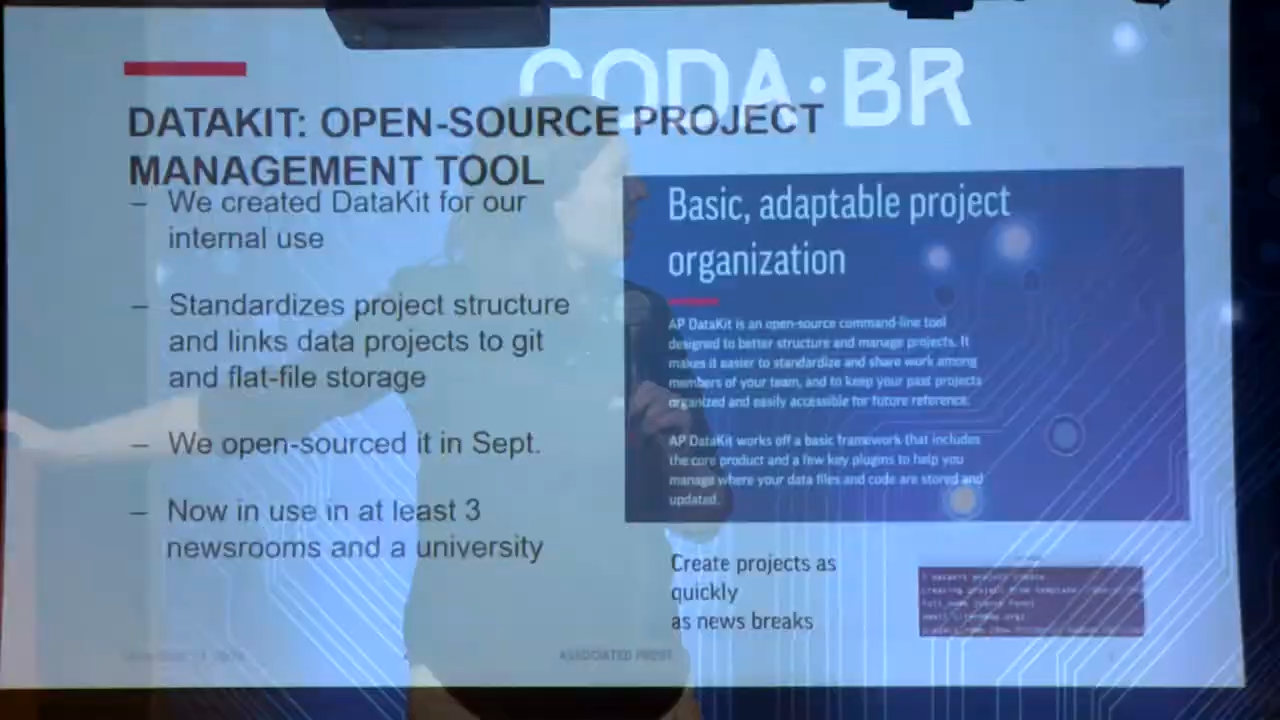 CODA·BR
DATAKIT: OPEN-SOURCE PROJECT
MANAGEMENT TOOL
– We created DataKit for our
internal use
– Standardizes project structure
and links data projects to git
and flat-file storage
– We open-sourced it in Sept.
– Now in use in at least 3
newsrooms and a university
Basic, adaptable project
organization
AP DataKit is an open-source command-line tool
designed to better structure and manage projects. It
makes it easier to standardize and share work among
members of your team, and to keep your past projects
organized and easily accessible for future reference.
AP DataKit works off a basic framework that includes
the core product and a few key plugins to help you
manage where your data files and code are stored and
updated.
Create projects as
quickly
as news breaks
ASSOCIATED PRESS